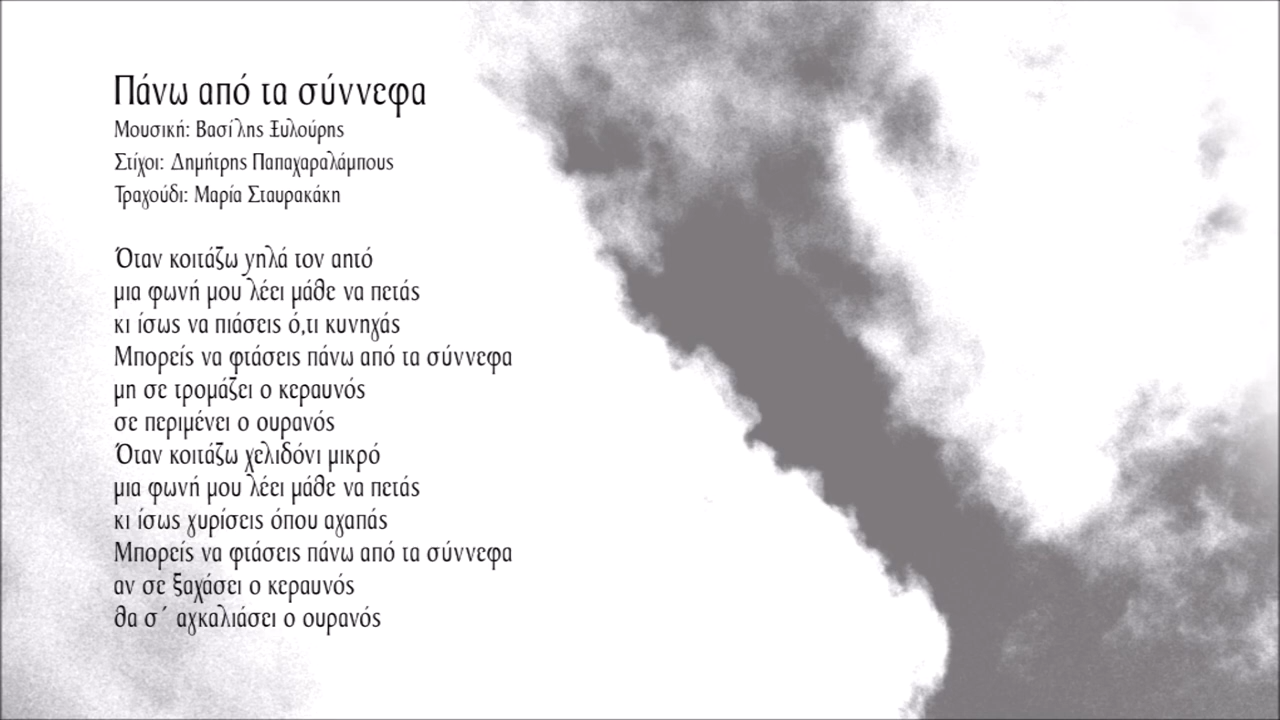 Πάνω από τα σύννεφα
Μουσική: Βασίλης Ξυλούρης
Στίχοι: Δημήτρης Παπαχαραλάμπους
Τραγούδι: Μαρία Σταυρακάκη
Όταν κοιτάζω ψηλά τον αητό
μια φωνή μου λέει μάθε να πετάς
κι ίσως να πιάσεις ό,τι κυνηγάς
Μπορείς να φτάσεις πάνω από τα σύννεφα
μη σε τρομάξει ο κεραυνός
σε περιμένει ο ουρανός
Όταν κοιτάζω χελιδόνι μικρό
μια φωνή μου λέει μάθε να πετάς
κι ίσως γυρίσεις όπου αγαπάς
Μπορείς να φτάσεις πάνω από τα σύννεφα
αν σε ξαχάσει ο κεραυνός
θα σ΄ αγκαλιάσει ο ουρανός